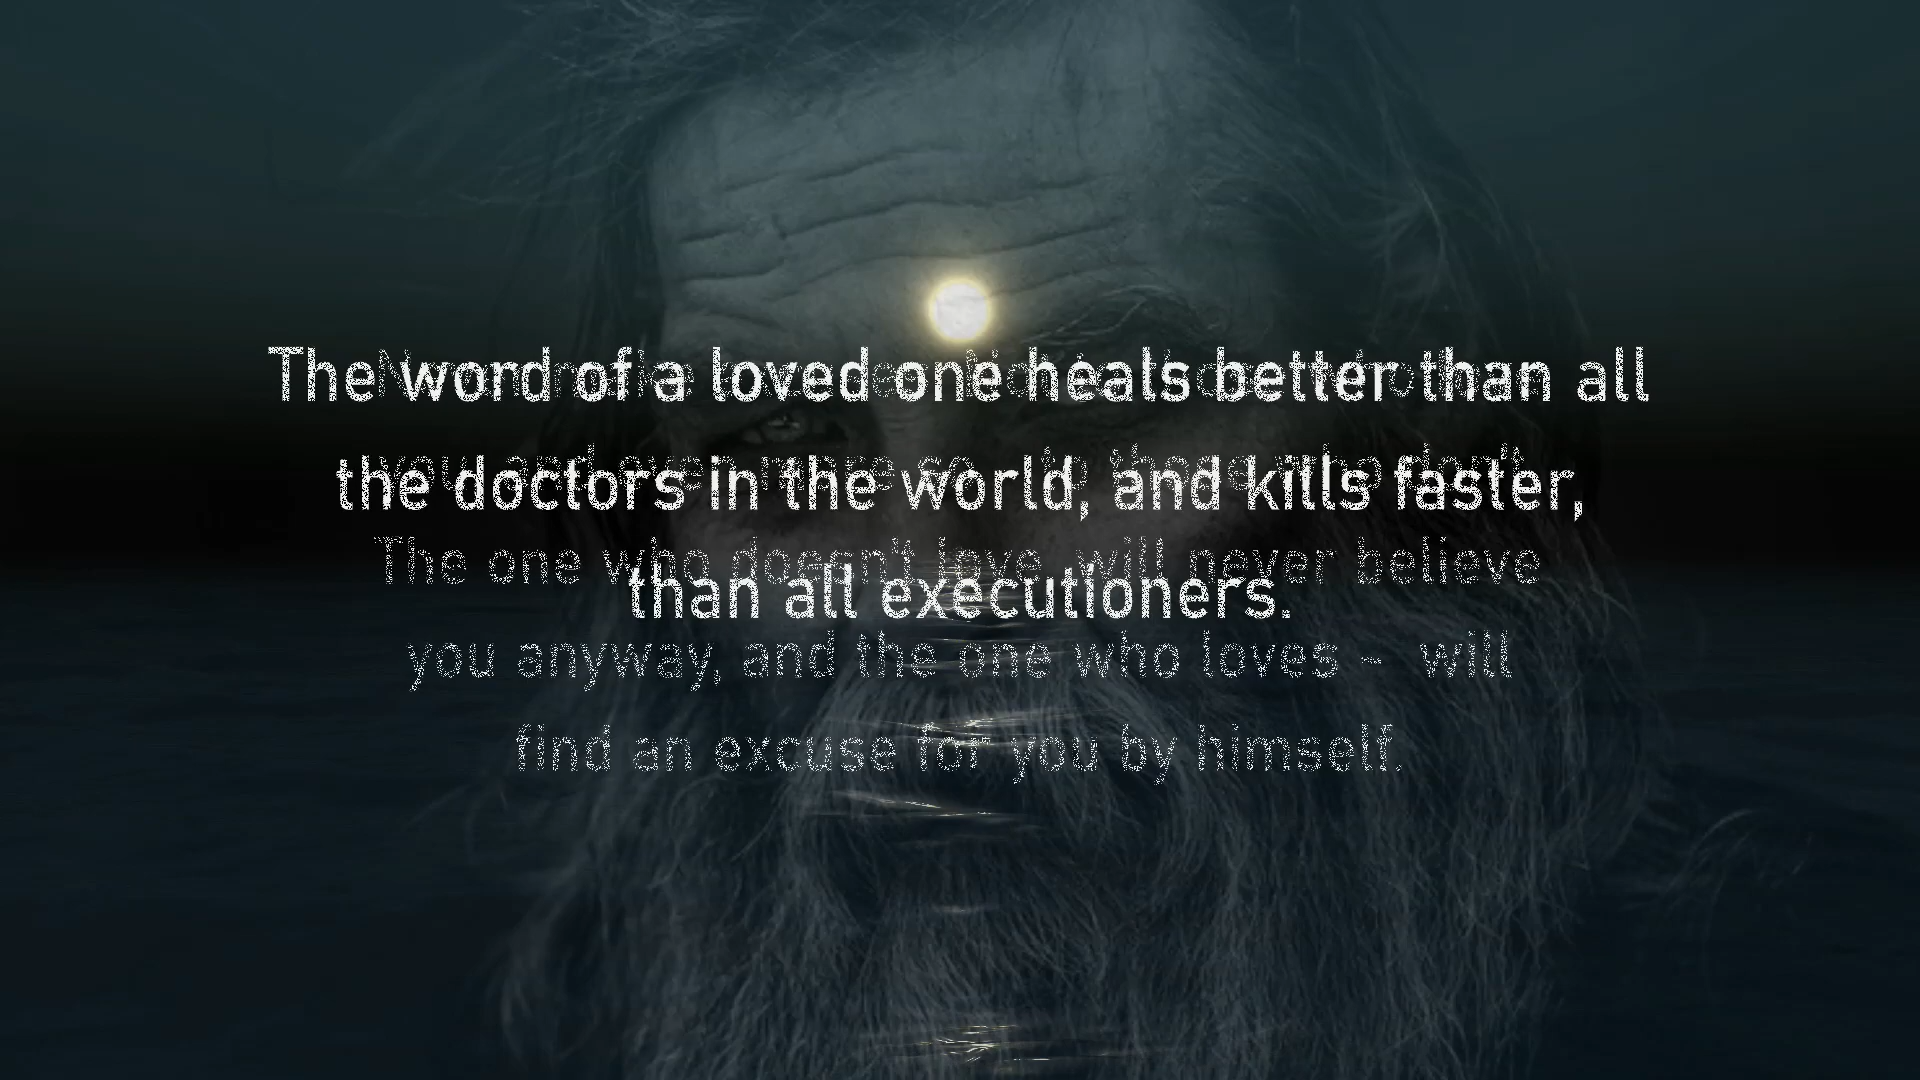 The word of a loved one heals better than all
the doctors in the world, and kills faster,
than all executioners.
The one who doesn't love, will never believe
you anyway, and the one who loves - will
find an excuse for you by himself.